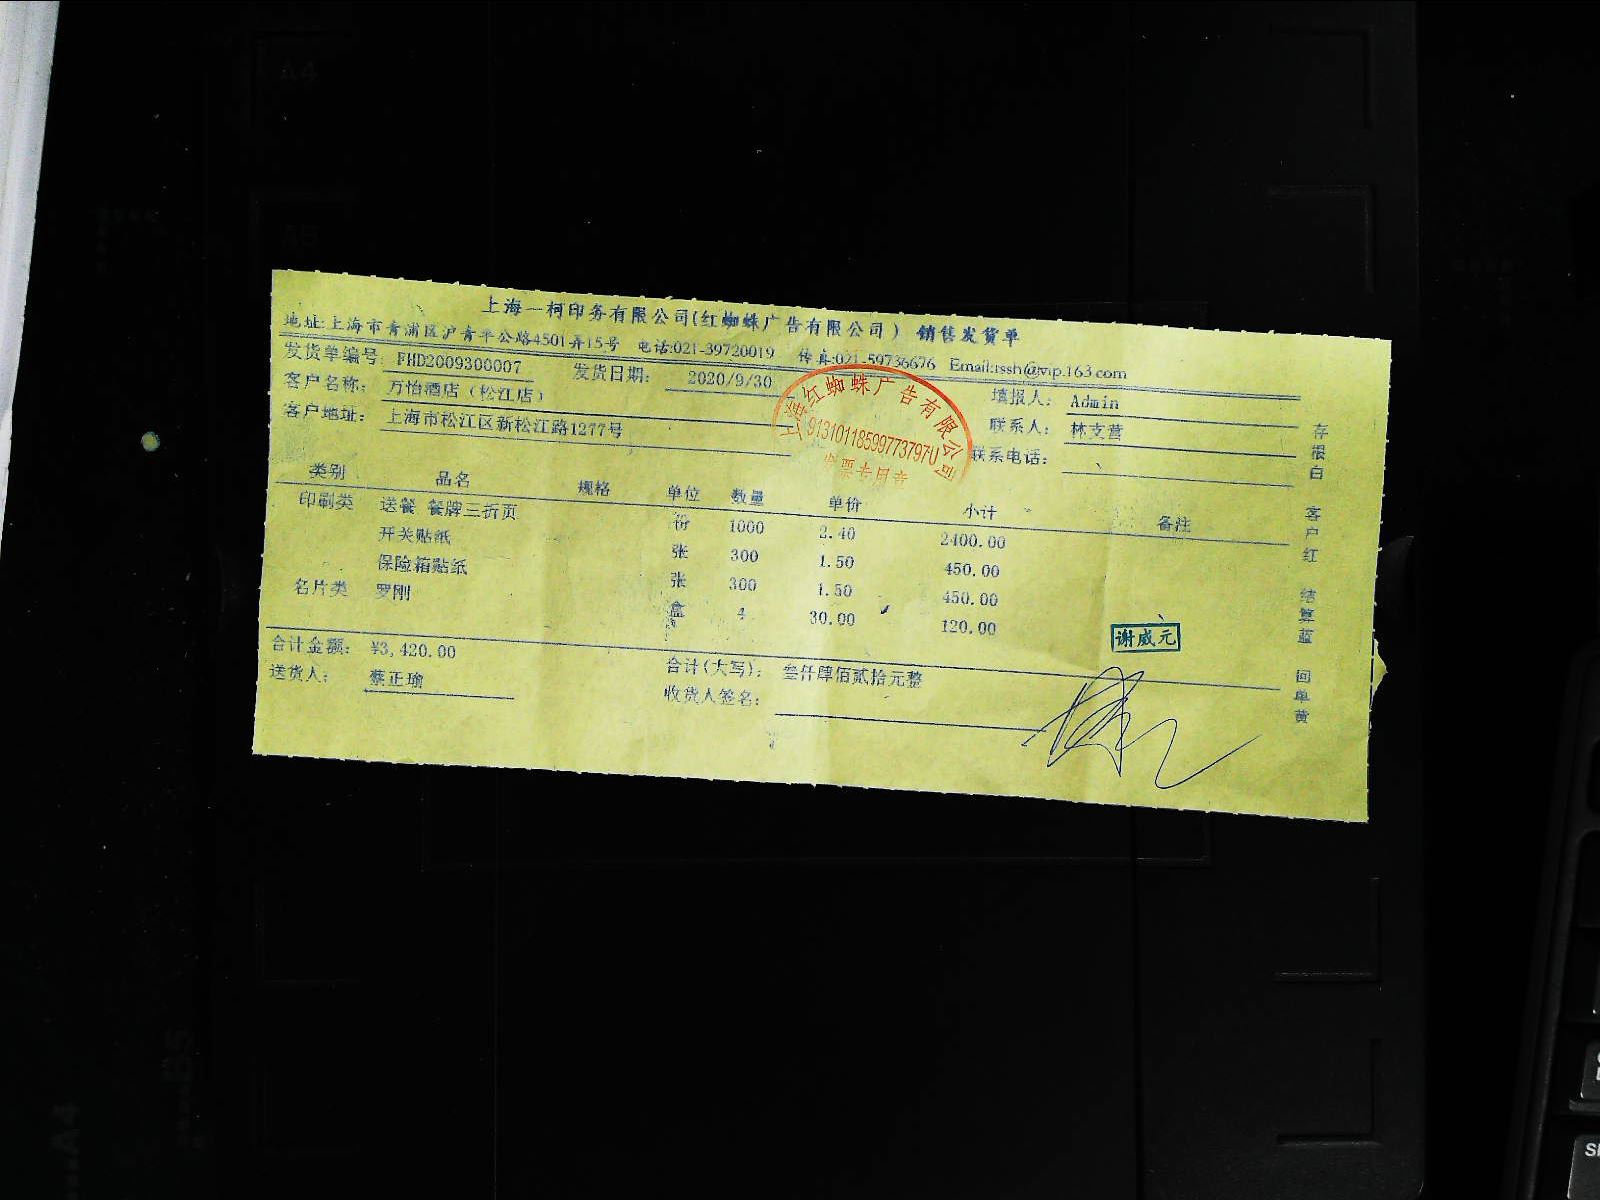 上海一柯印务有限公司(红蜘蛛广告有限公司） 销售发货单
地址:上海市青浦区沪青平公路4501弄15号 电话:021-39720019 传真:021-59736676 Email:rssh@vip.163.com
发货单编号: FHD2009300007 发货日期: 2020/9/30 填报人: Admin
客户名称: 万怡酒店（松江店） 联系人: 林支营
客户地址: 上海市松江区新松江路1277号 联系电话:
上海红蜘蛛广告有限公司
91310118599773797U
发票专用章
类别 品名 规格 单位 数量 单价 小计 备注
印刷类 送餐 餐牌三折页 份 1000 2.40 2400.00
开关贴纸 张 300 1.50 450.00
保险箱贴纸 张 300 1.50 450.00
名片类 罗刚 盒 4 30.00 120.00
谢威元
合计金额: ¥3,420.00 合计(大写): 叁仟肆佰贰拾元整
送货人: 蔡正瑜 收货人签名:
存根白 客户红 结算蓝 回单黄
A4
A5
B5
A4